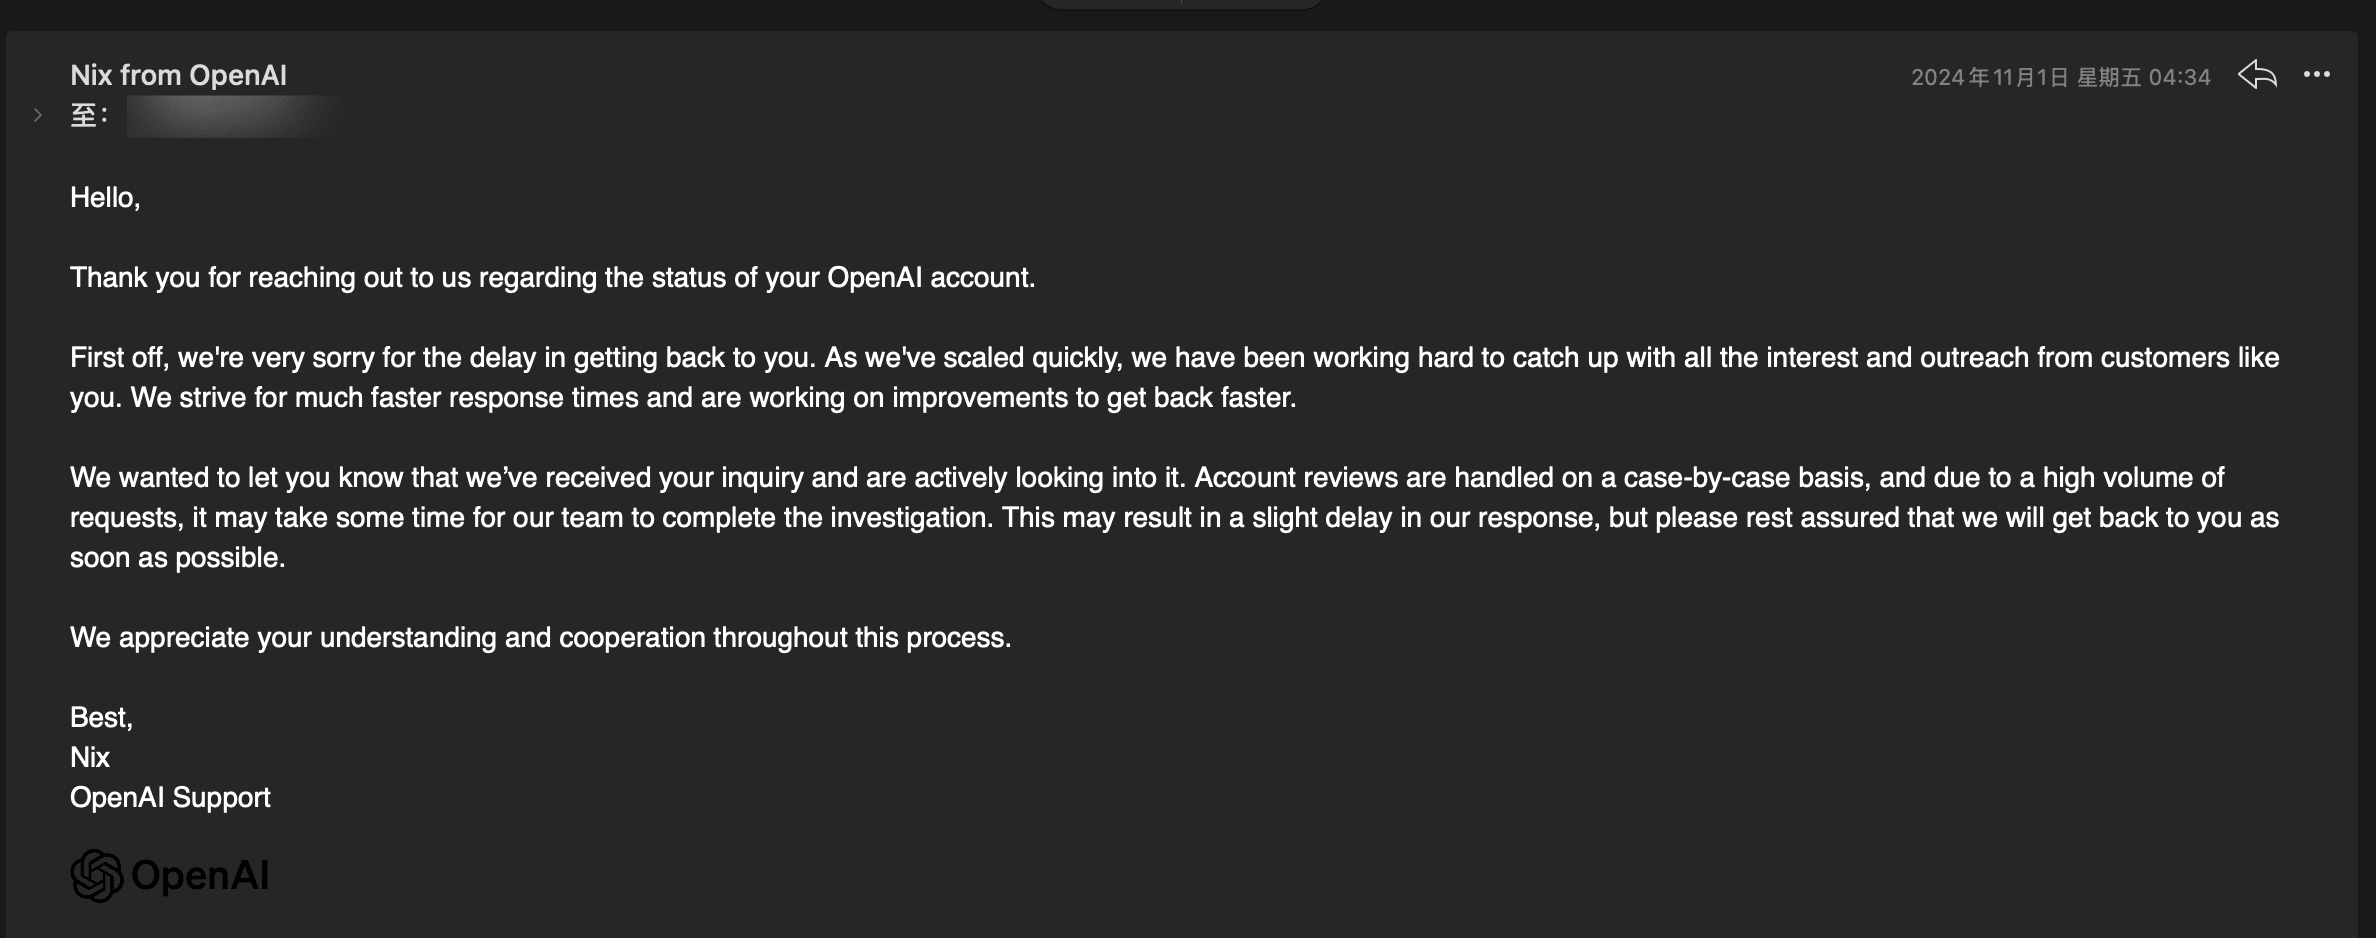 Nix from OpenAI
2024年11月1日 星期五 04:34
至：
Hello,
Thank you for reaching out to us regarding the status of your OpenAI account.
First off, we're very sorry for the delay in getting back to you. As we've scaled quickly, we have been working hard to catch up with all the interest and outreach from customers like
you. We strive for much faster response times and are working on improvements to get back faster.
We wanted to let you know that we’ve received your inquiry and are actively looking into it. Account reviews are handled on a case-by-case basis, and due to a high volume of
requests, it may take some time for our team to complete the investigation. This may result in a slight delay in our response, but please rest assured that we will get back to you as
soon as possible.
We appreciate your understanding and cooperation throughout this process.
Best,
Nix
OpenAI Support
OpenAI